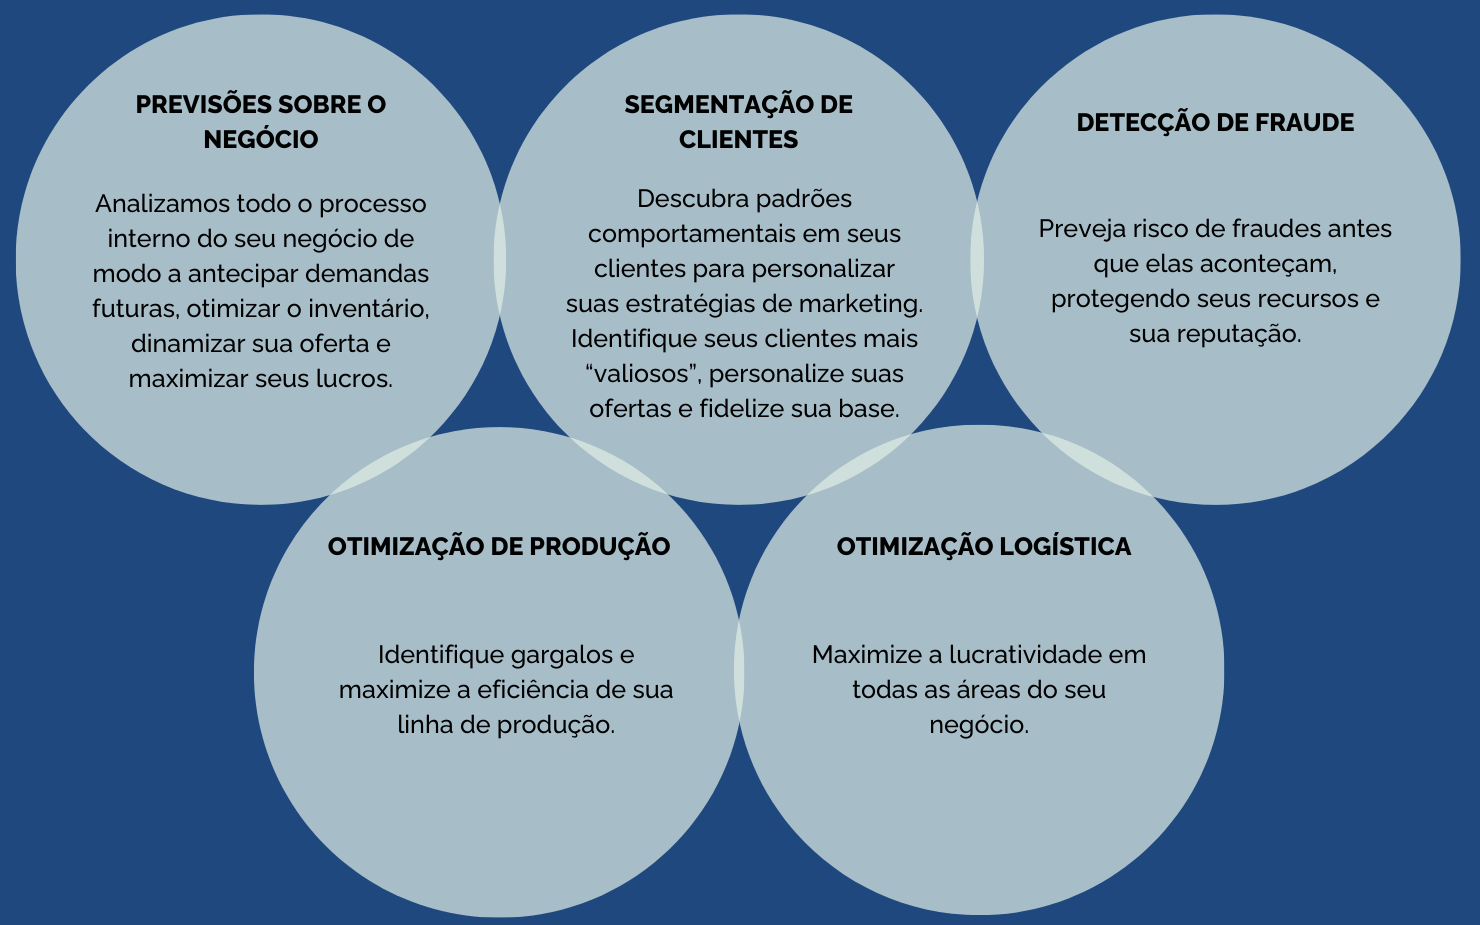 PREVISÕES SOBRE O
NEGÓCIO
Analizamos todo o processo
interno do seu negócio de
modo a antecipar demandas
futuras, otimizar o inventário,
dinamizar sua oferta e
maximizar seus lucros.
SEGMENTAÇÃO DE
CLIENTES
Descubra padrões
comportamentais em seus
clientes para personalizar
suas estratégias de marketing.
Identifique seus clientes mais
“valiosos”, personalize suas
ofertas e fidelize sua base.
DETECÇÃO DE FRAUDE
Preveja risco de fraudes antes
que elas aconteçam,
protegendo seus recursos e
sua reputação.
OTIMIZAÇÃO DE PRODUÇÃO
Identifique gargalos e
maximize a eficiência de sua
linha de produção.
OTIMIZAÇÃO LOGÍSTICA
Maximize a lucratividade em
todas as áreas do seu
negócio.